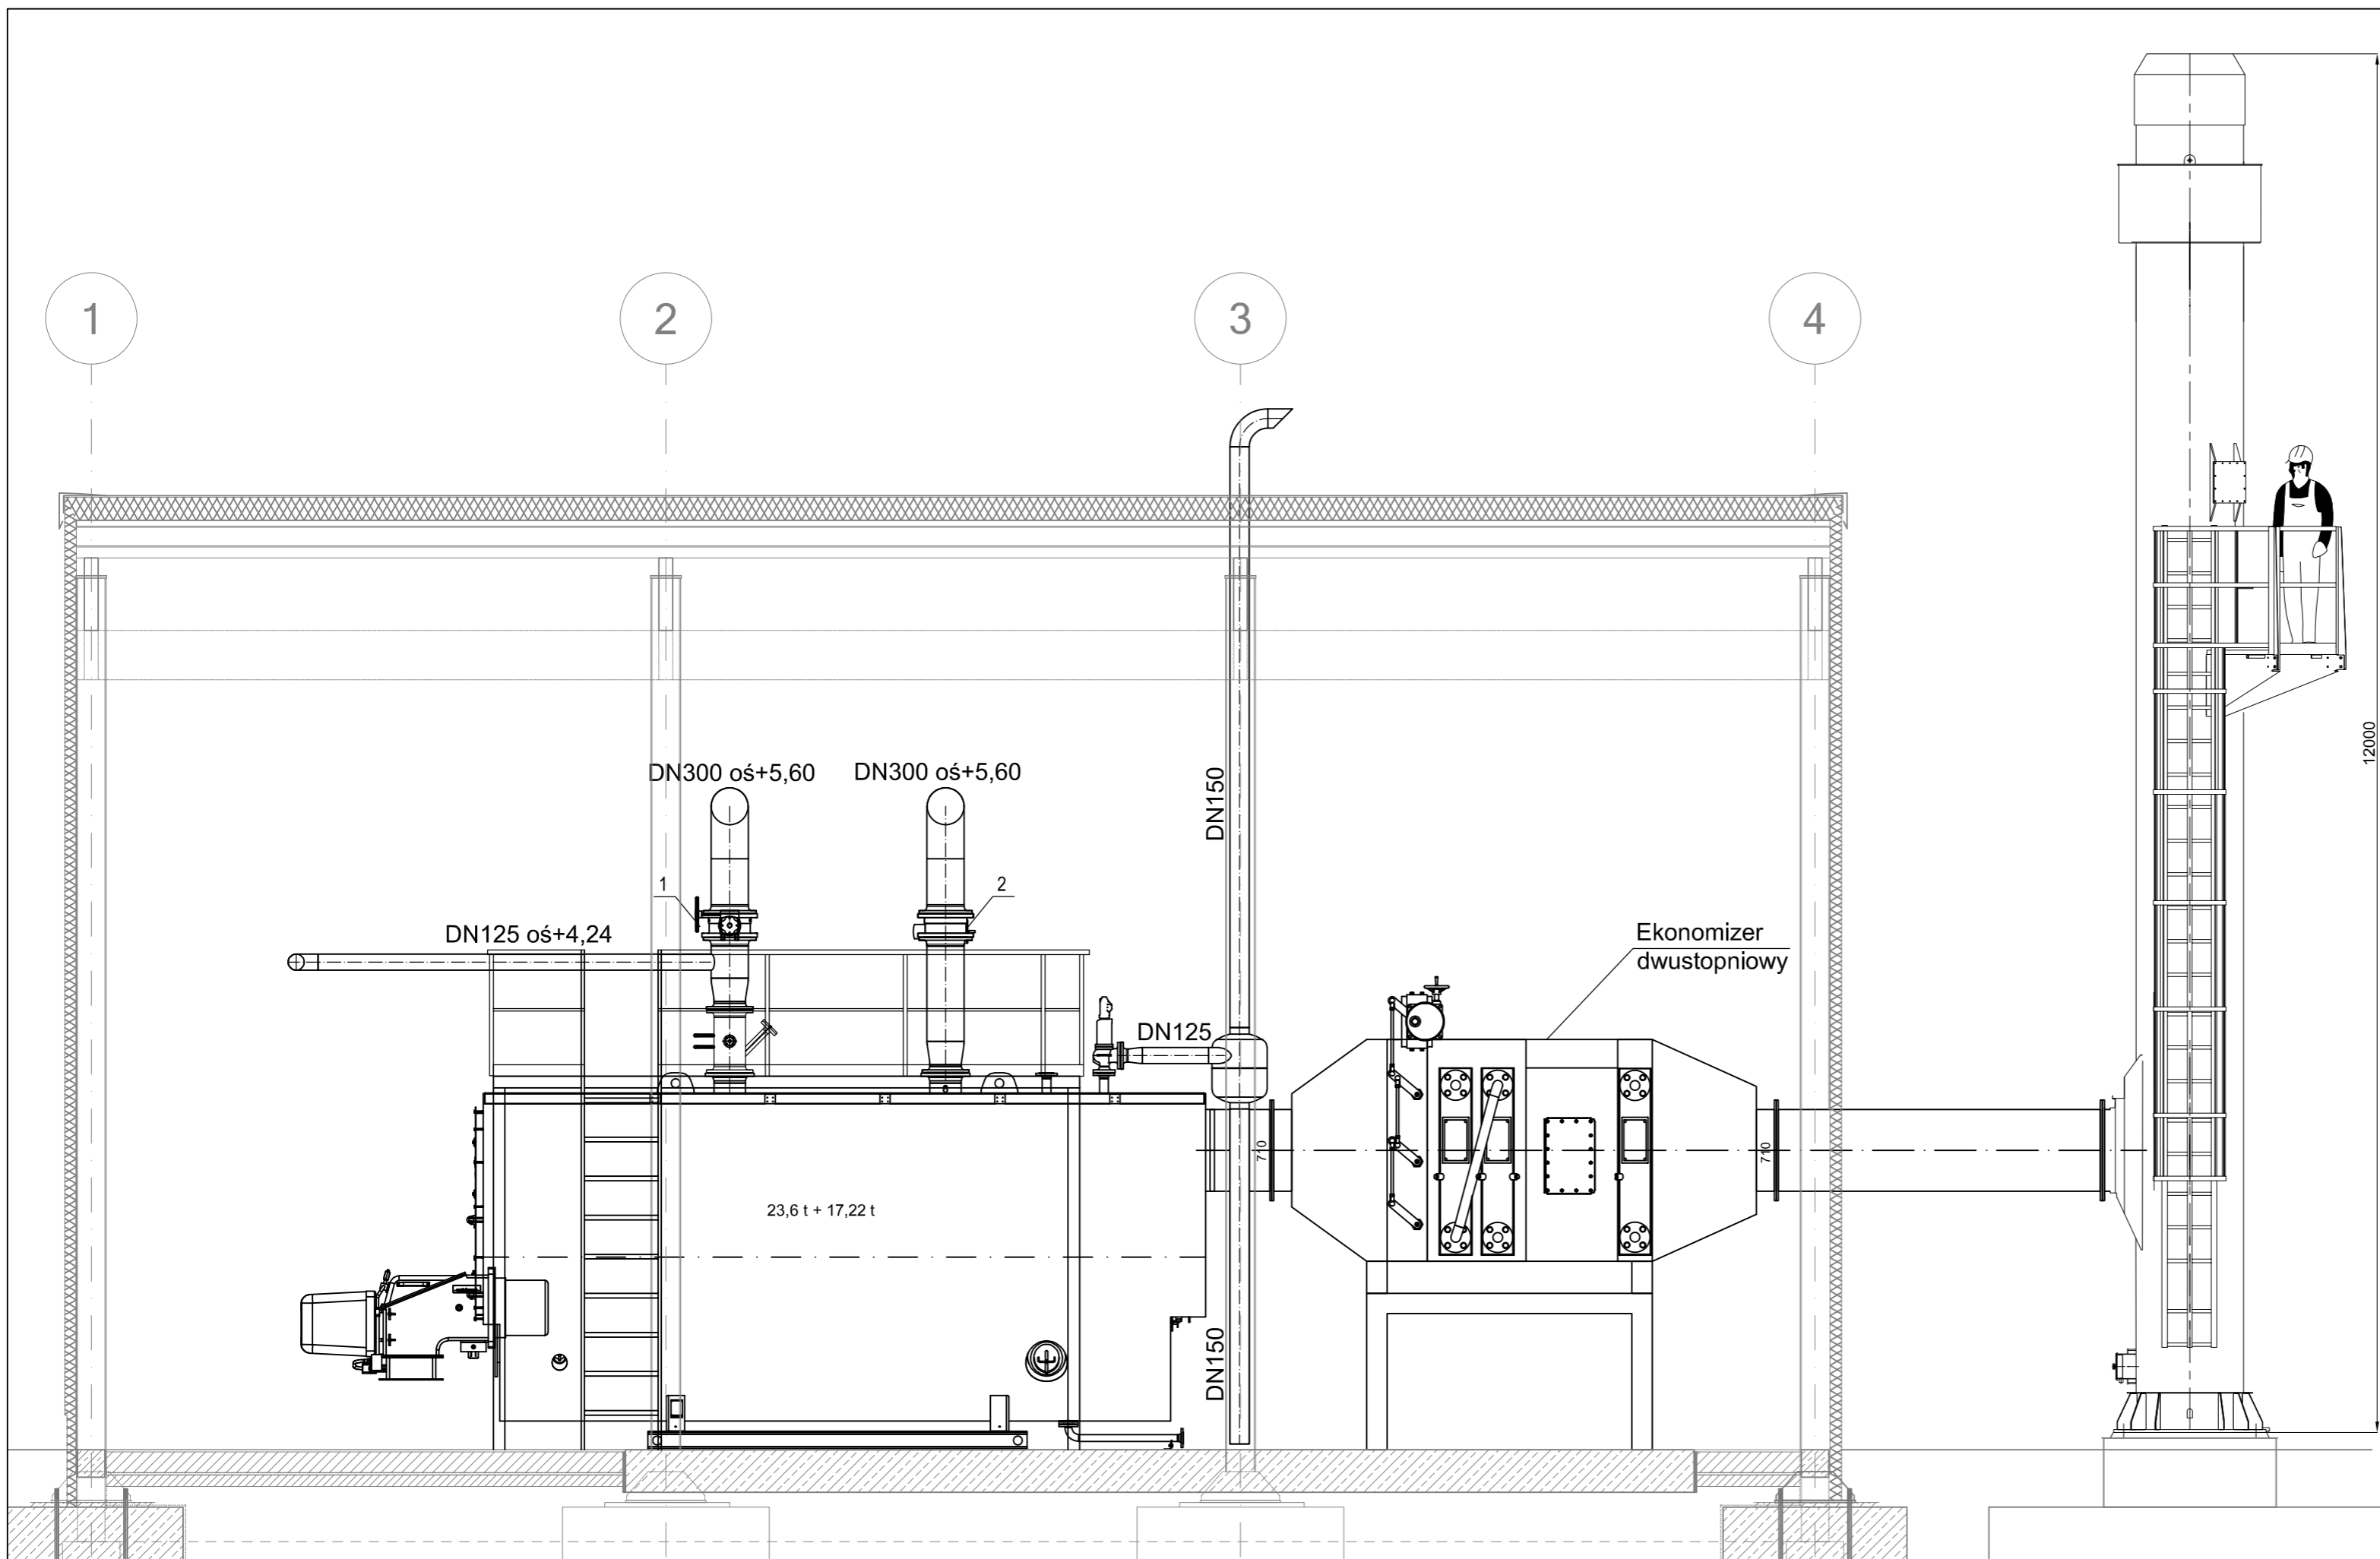 1
2
3
4
12000
DN300 oś+5,60
DN300 oś+5,60
DN150
1
2
DN125 oś+4,24
Ekonomizer
dwustopniowy
DN125
710
710
23,6 t + 17,22 t
DN150